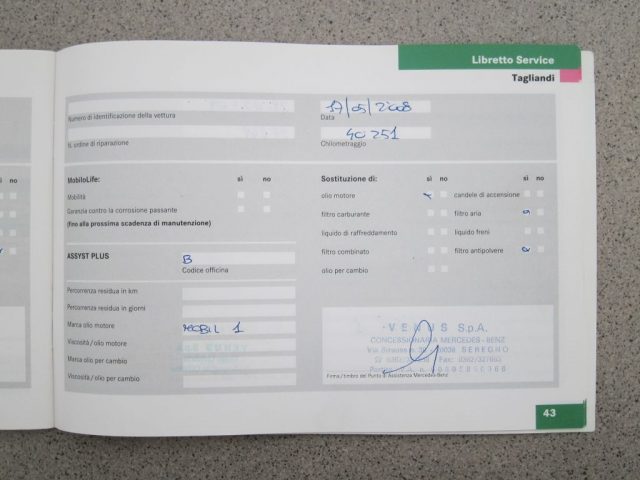 Libretto Service
Tagliandi
Numero di identificazione della vettura
N. ordine di riparazione
17/05/2008
Data
40 251
Chilometraggio
MobiloLife:
sì no
Mobilità
Garanzia contro la corrosione passante
(fino alla prossima scadenza di manutenzione)
ASSYST PLUS
B
Codice officina
Percorrenza residua in km
Percorrenza residua in giorni
Marca olio motore MOBIL 1
Viscosità/olio motore
Marca olio per cambio
Viscosità/olio per cambio
Sostituzione di:
sì no
sì no
olio motore
candele di accensione
filtro carburante
filtro aria
liquido di raffreddamento
liquido freni
filtro combinato
filtro antipolvere
olio per cambio
VENUS S.p.A.
CONCESSIONARIA MERCEDES-BENZ
SEREGNO
Firma/timbro del Punto di Assistenza Mercedes-Benz
43
ì no